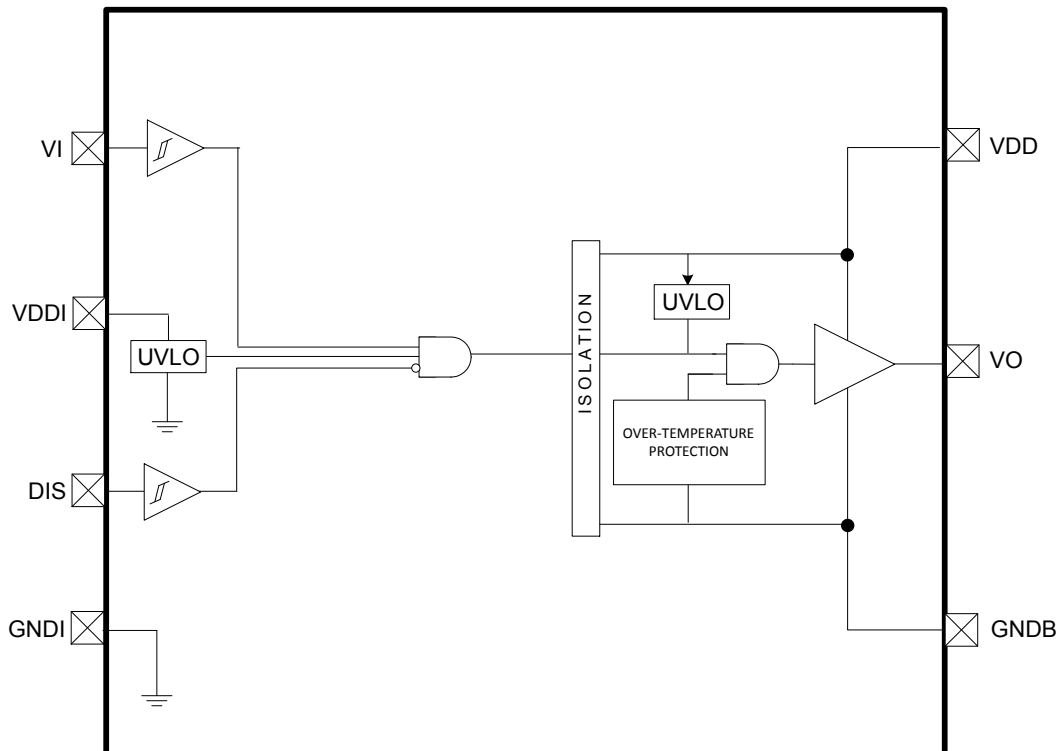 VI
VDD
VDDI
UVLO
ISOLATION
UVLO
VO
OVER-TEMPERATURE
PROTECTION
DIS
GNDI
GNDB